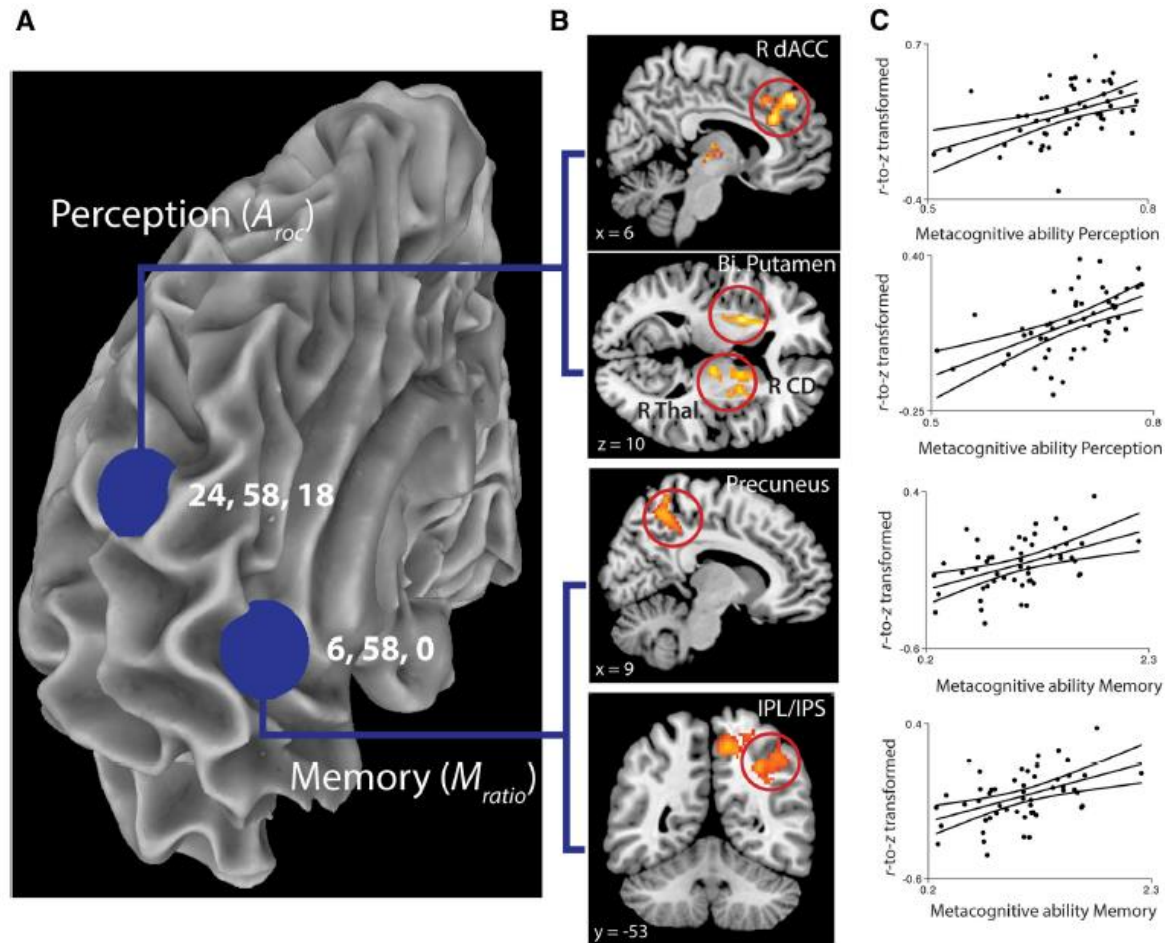 A
B
C
Perception (A_roc)
24, 58, 18
6, 58, 0
Memory (M_ratio)
R dACC
x = 6
Bi. Putamen
R CD
R Thal.
z = 10
Precuneus
x = 9
IPL/IPS
y = -53
0.7
r-to-z transformed
-0.4
0.5
0.8
Metacognitive ability Perception
0.40
r-to-z transformed
-0.25
0.5
0.8
Metacognitive ability Perception
0.4
r-to-z transformed
-0.6
0.2
2.3
Metacognitive ability Memory
0.4
r-to-z transformed
-0.6
0.2
2.3
Metacognitive ability Memory